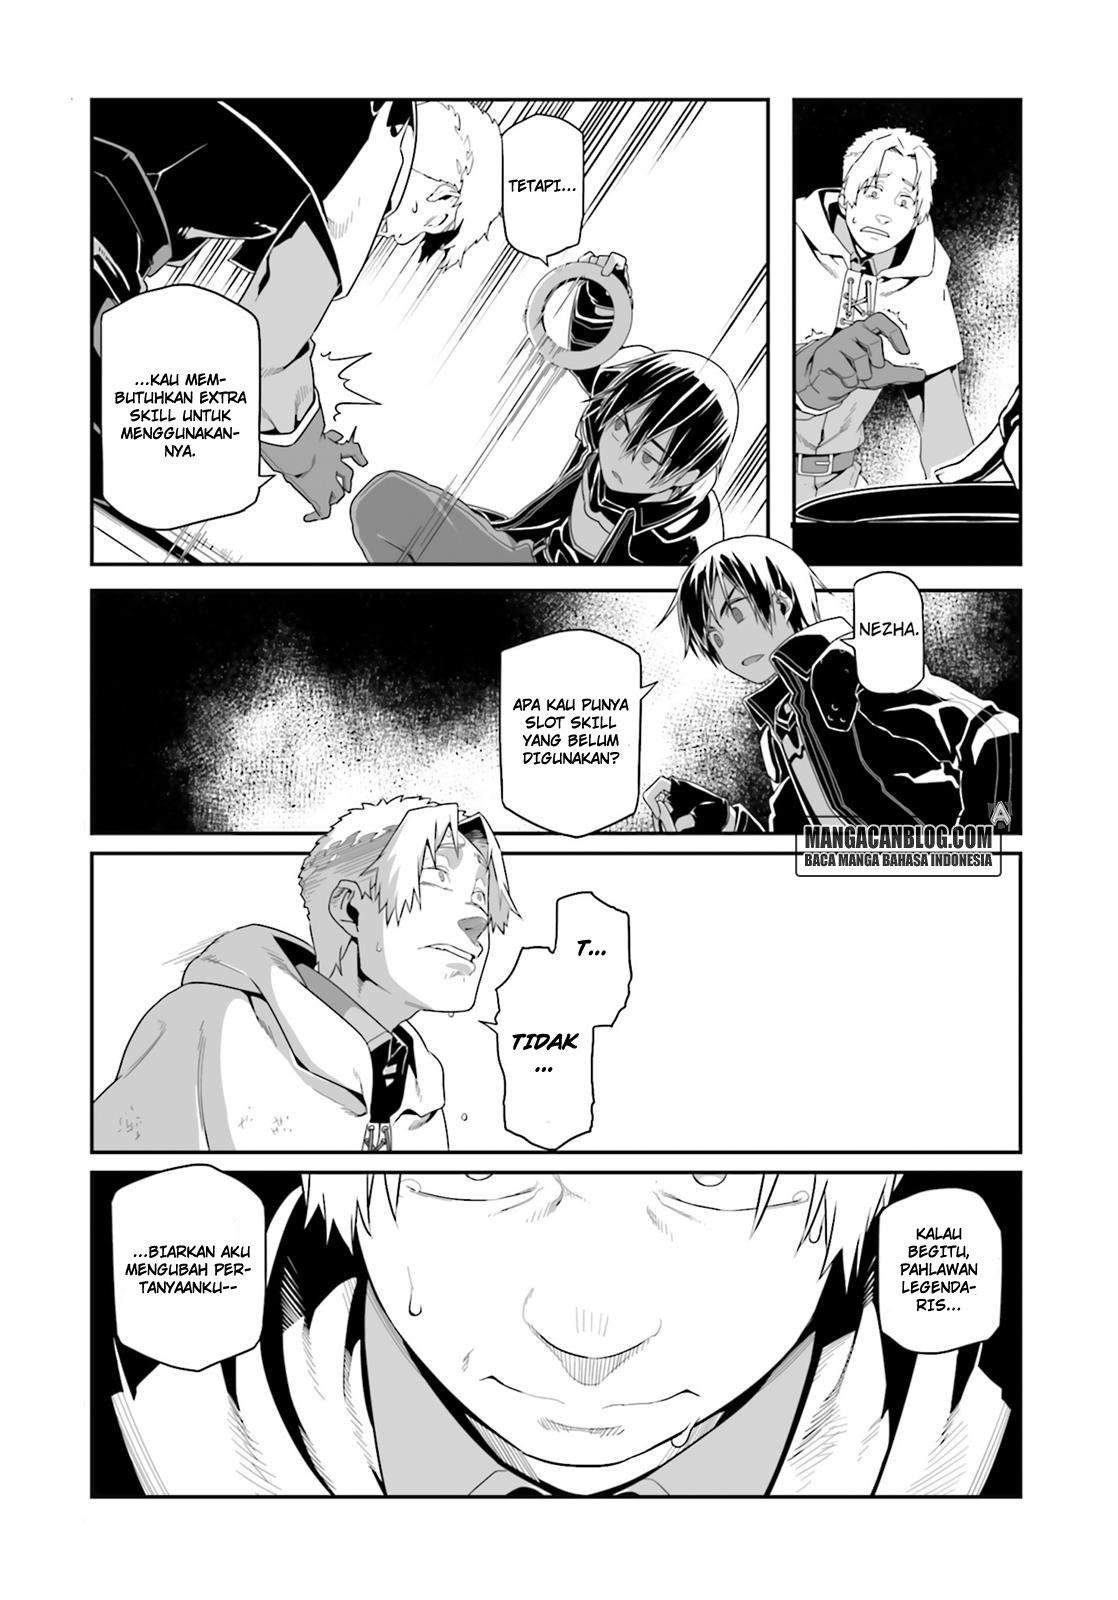 TETAPI...
...KAU MEM-
BUTUHKAN EXTRA
SKILL UNTUK
MENGGUNAKAN-
NYA.
NEZHA.
APA KAU PUNYA
SLOT SKILL
YANG BELUM
DIGUNAKAN?
MANGACANBLOG.COM
BACA MANGA BAHASA INDONESIA
T...
TIDAK
...
KALAU
BEGITU,
PAHLAWAN
LEGENDA-
RIS...
...BIARKAN AKU
MENGUBAH PER-
TANYAANKU--